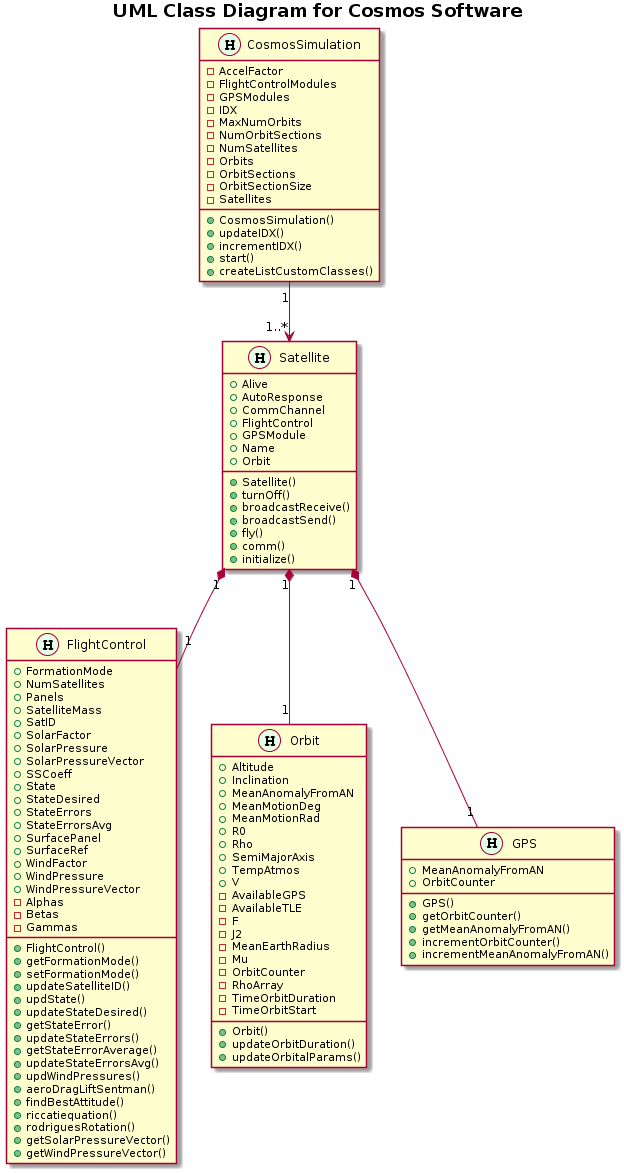 UML Class Diagram for Cosmos Software
H CosmosSimulation
AccelFactor
FlightControlModules
GPSModules
IDX
MaxNumOrbits
NumOrbitSections
NumSatellites
Orbits
OrbitSections
OrbitSectionSize
Satellites
CosmosSimulation()
updateIDX()
incrementIDX()
start()
createListCustomClasses()
1
1..*
H Satellite
Alive
AutoResponse
CommChannel
FlightControl
GPSModule
Name
Orbit
Satellite()
turnOff()
broadcastReceive()
broadcastSend()
fly()
comm()
initialize()
1 1 1
1
1
1
H FlightControl
FormationMode
NumSatellites
Panels
SatelliteMass
SatID
SolarFactor
SolarPressure
SolarPressureVector
SSCoeff
State
StateDesired
StateErrors
StateErrorsAvg
SurfacePanel
SurfaceRef
WindFactor
WindPressure
WindPressureVector
Alphas
Betas
Gammas
FlightControl()
getFormationMode()
setFormationMode()
updateSatelliteID()
updState()
updateStateDesired()
getStateError()
updateStateErrors()
getStateErrorAverage()
updateStateErrorsAvg()
updWindPressures()
aeroDragLiftSentman()
findBestAttitude()
riccatiequation()
rodriguesRotation()
getSolarPressureVector()
getWindPressureVector()
H Orbit
Altitude
Inclination
MeanAnomalyFromAN
MeanMotionDeg
MeanMotionRad
R0
Rho
SemiMajorAxis
TempAtmos
V
AvailableGPS
AvailableTLE
F
J2
MeanEarthRadius
Mu
OrbitCounter
RhoArray
TimeOrbitDuration
TimeOrbitStart
Orbit()
updateOrbitDuration()
updateOrbitalParams()
H GPS
MeanAnomalyFromAN
OrbitCounter
GPS()
getOrbitCounter()
getMeanAnomalyFromAN()
incrementOrbitCounter()
incrementMeanAnomalyFromAN()